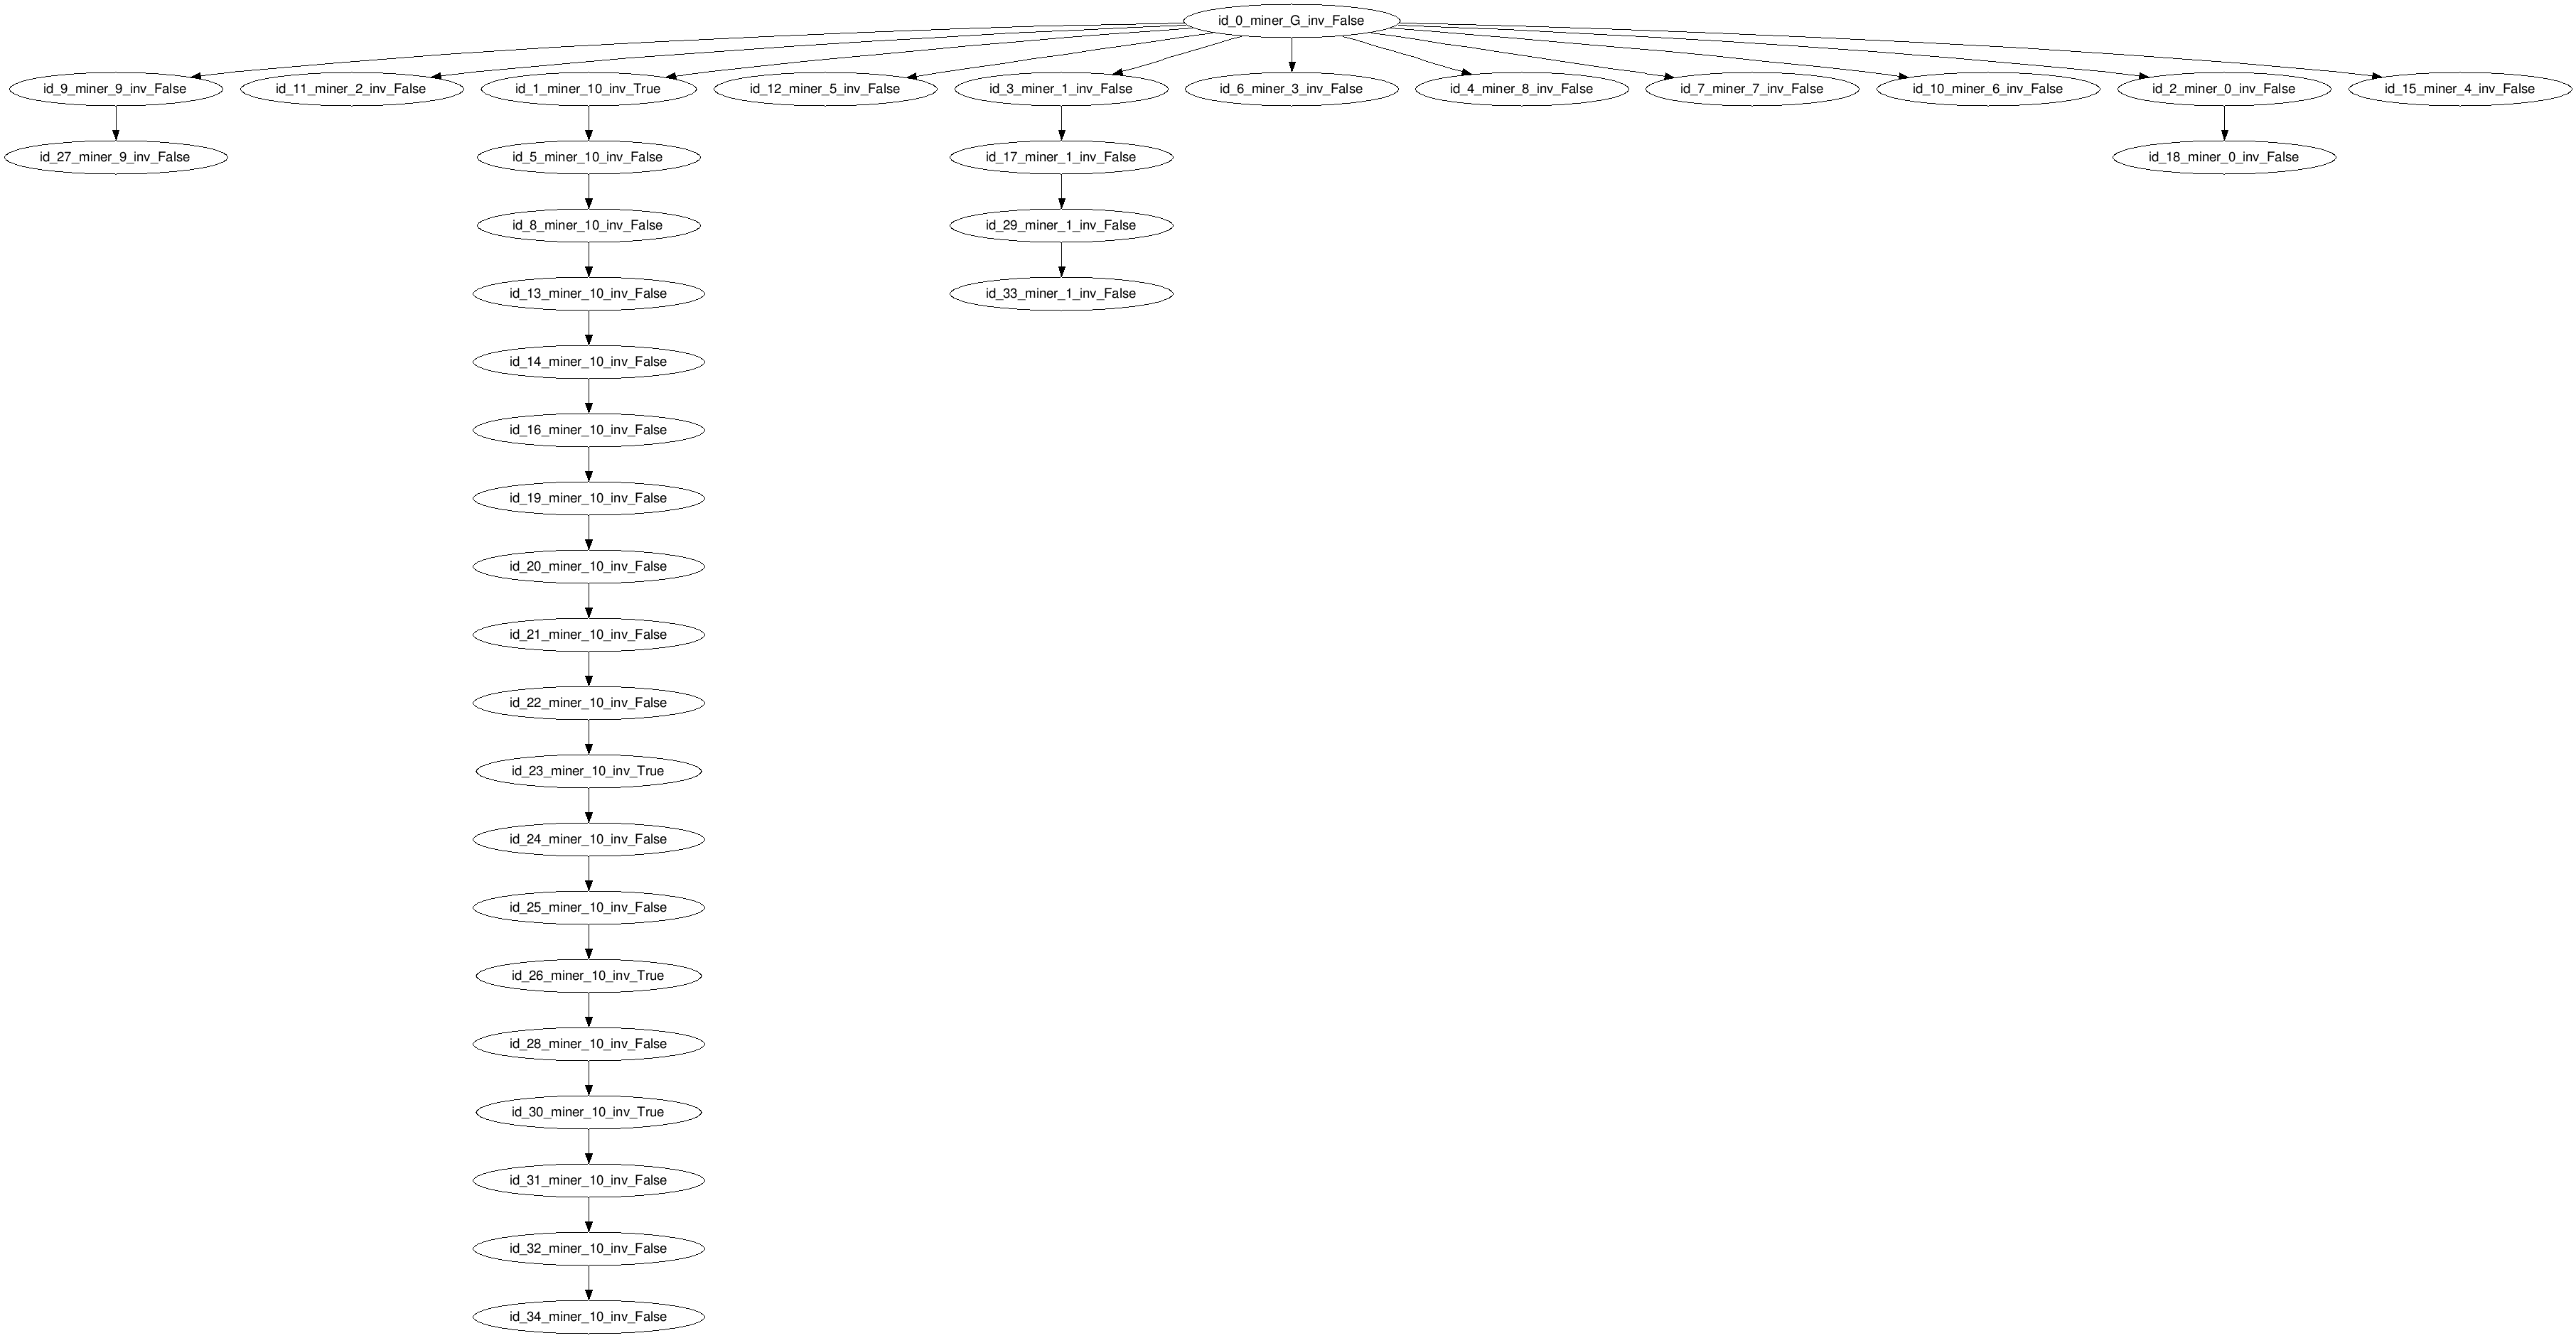 id_0_miner_G_inv_False
id_9_miner_9_inv_False
id_11_miner_2_inv_False
id_1_miner_10_inv_True
id_12_miner_5_inv_False
id_3_miner_1_inv_False
id_6_miner_3_inv_False
id_4_miner_8_inv_False
id_7_miner_7_inv_False
id_10_miner_6_inv_False
id_2_miner_0_inv_False
id_15_miner_4_inv_False
id_27_miner_9_inv_False
id_5_miner_10_inv_False
id_17_miner_1_inv_False
id_18_miner_0_inv_False
id_8_miner_10_inv_False
id_29_miner_1_inv_False
id_13_miner_10_inv_False
id_33_miner_1_inv_False
id_14_miner_10_inv_False
id_16_miner_10_inv_False
id_19_miner_10_inv_False
id_20_miner_10_inv_False
id_21_miner_10_inv_False
id_22_miner_10_inv_False
id_23_miner_10_inv_True
id_24_miner_10_inv_False
id_25_miner_10_inv_False
id_26_miner_10_inv_True
id_28_miner_10_inv_False
id_30_miner_10_inv_True
id_31_miner_10_inv_False
id_32_miner_10_inv_False
id_34_miner_10_inv_False